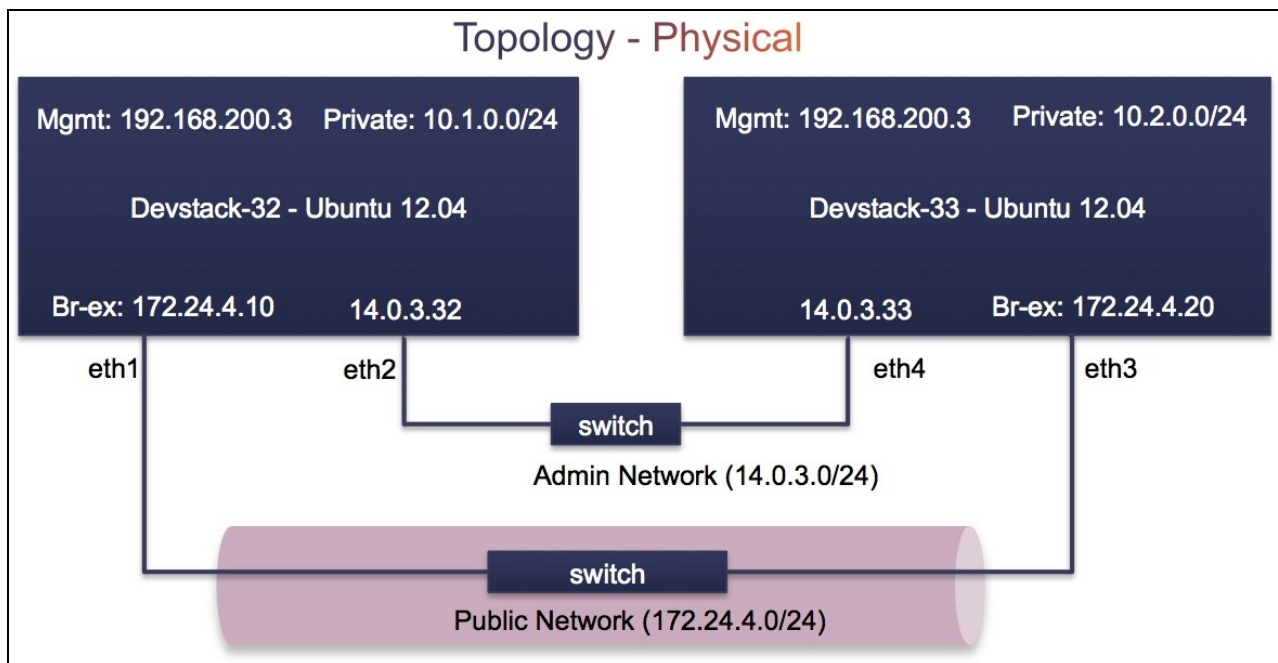 Topology - Physical
Mgmt: 192.168.200.3 Private: 10.1.0.0/24
Devstack-32 - Ubuntu 12.04
Br-ex: 172.24.4.10 14.0.3.32
Mgmt: 192.168.200.3 Private: 10.2.0.0/24
Devstack-33 - Ubuntu 12.04
14.0.3.33 Br-ex: 172.24.4.20
eth1 eth2 eth4 eth3
switch
Admin Network (14.0.3.0/24)
switch
Public Network (172.24.4.0/24)